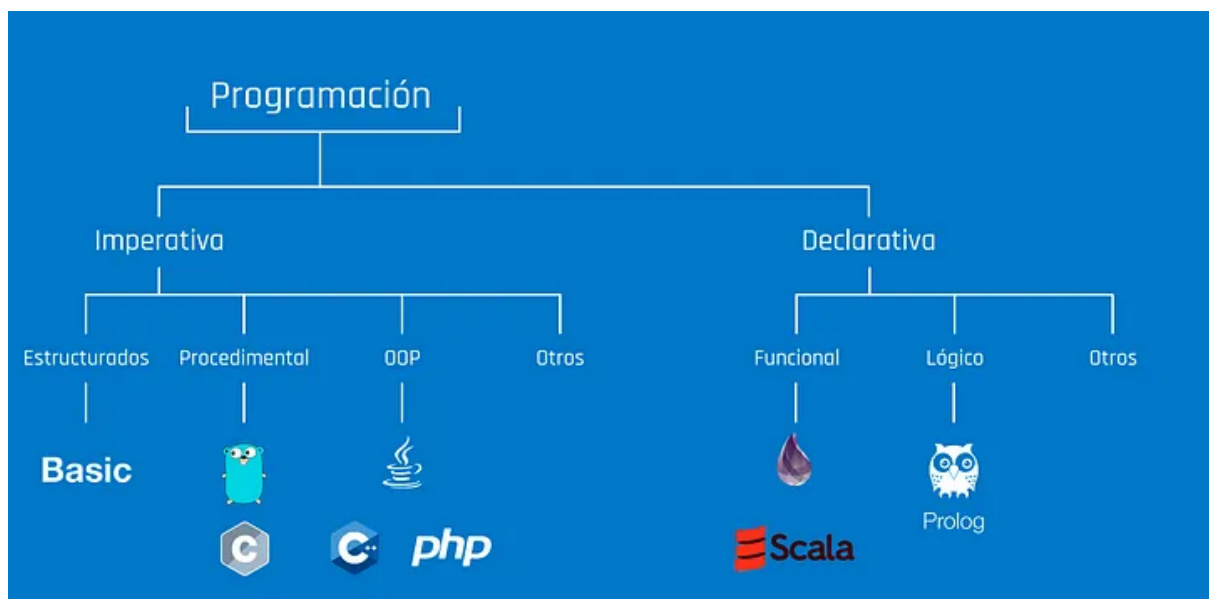 Programación
Imperativa
Declarativa
Estructurados
Procedimental
OOP
Otros
Funcional
Lógico
Otros
Basic
Prolog
C
C++
php
Scala